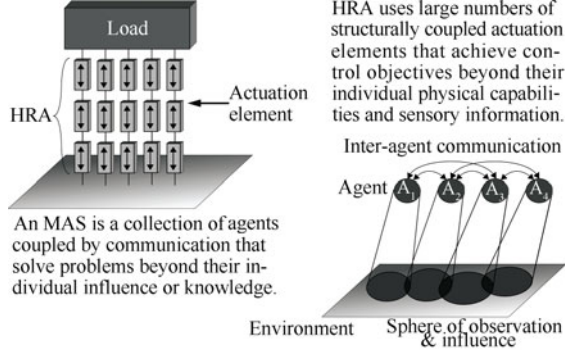 Load
HRA
Actuation
element
An MAS is a collection of agents
coupled by communication that
solve problems beyond their in-
dividual influence or knowledge.
HRA uses large numbers of
structurally coupled actuation
elements that achieve con-
trol objectives beyond their
individual physical capabili-
ties and sensory information.
Inter-agent communication
Agent
A1 A2 A3 A4
Environment
Sphere of observation
& influence